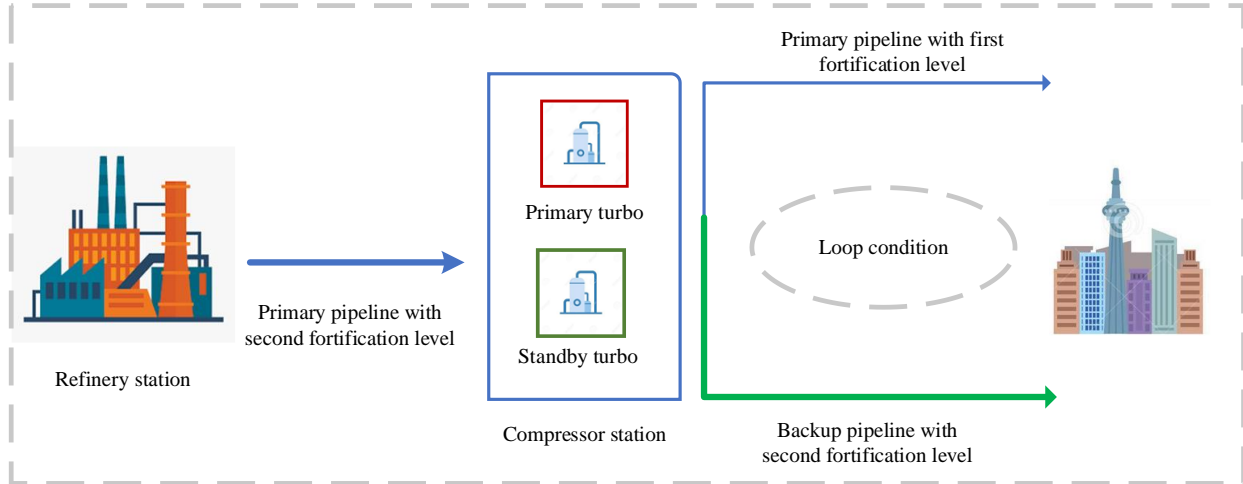 Primary pipeline with first
fortification level
Primary turbo
Loop condition
Primary pipeline with
second fortification level
Standby turbo
Refinery station
Compressor station
Backup pipeline with
second fortification level